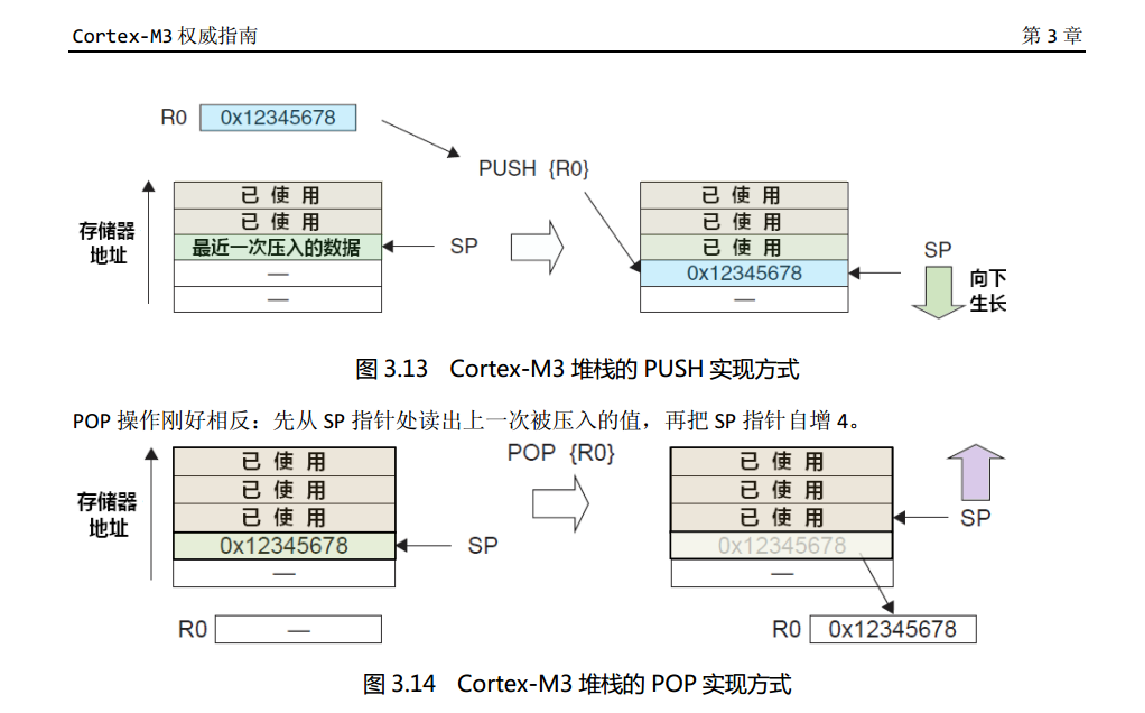 Cortex-M3 权威指南 第 3 章
R0 0x12345678
PUSH {R0}
存储器
地址
已 使 用
已 使 用
最近一次压入的数据
—
—
SP
已 使 用
已 使 用
已 使 用
0x12345678
—
SP
向下
生长
图 3.13 Cortex-M3 堆栈的 PUSH 实现方式
POP 操作刚好相反：先从 SP 指针处读出上一次被压入的值，再把 SP 指针自增 4。
POP {R0}
存储器
地址
已 使 用
已 使 用
已 使 用
0x12345678
—
SP
R0 —
已 使 用
已 使 用
已 使 用
0x12345678
—
SP
R0 0x12345678
图 3.14 Cortex-M3 堆栈的 POP 实现方式